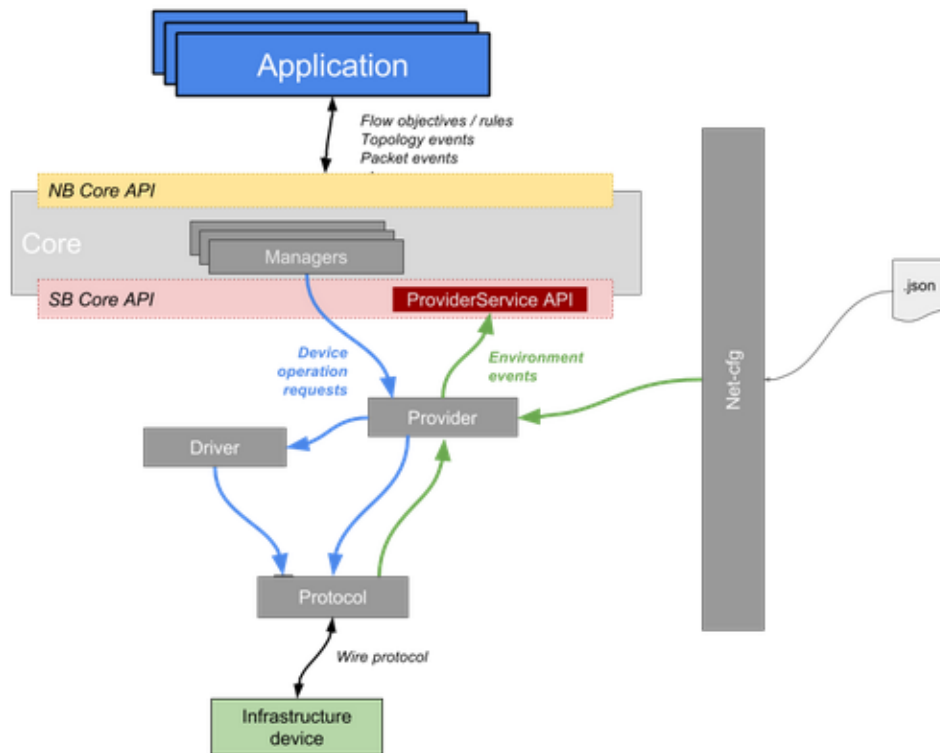 Application
Flow objectives / rules
Topology events
Packet events
NB Core API
Core
Managers
SB Core API
ProviderService API
.json
Device
operation
requests
Environment
events
Net-cfg
Provider
Driver
Protocol
Wire protocol
Infrastructure
device